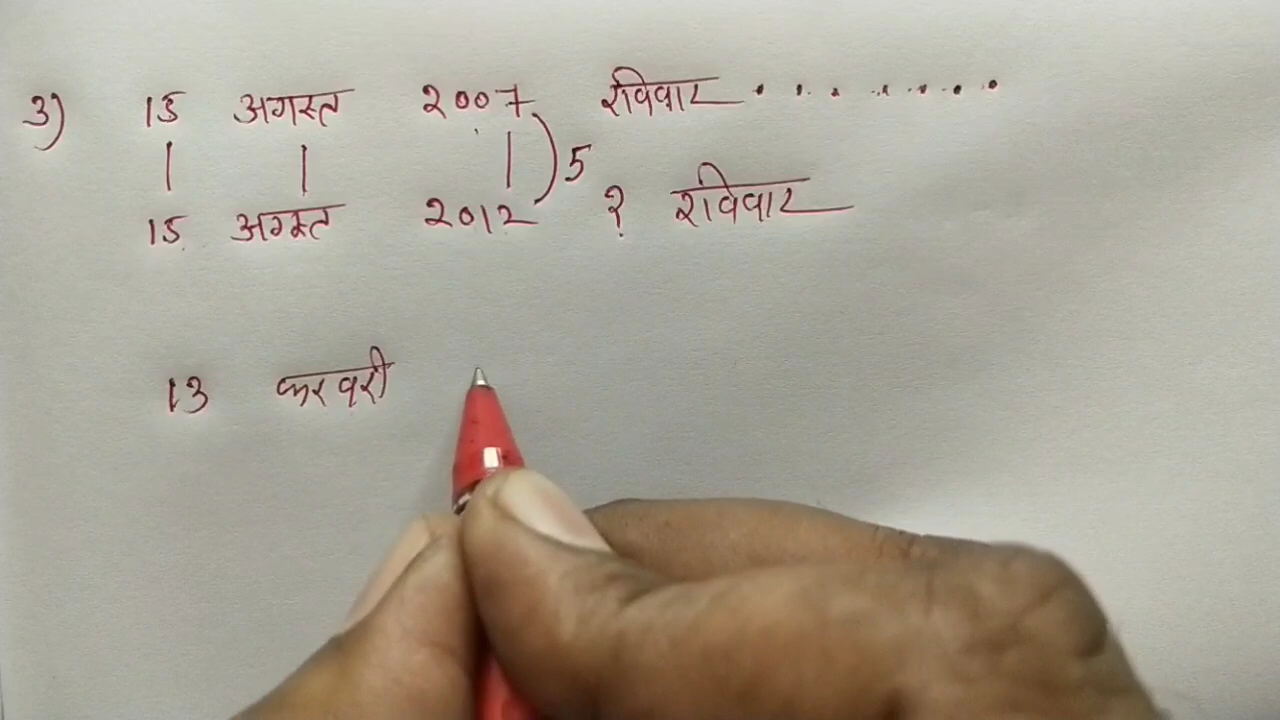 3) 15 अगस्त 2007 रविवार . . . . . . . .
| | | ) 5
15 अगस्त 2012 ? रविवार
13 फरवरी